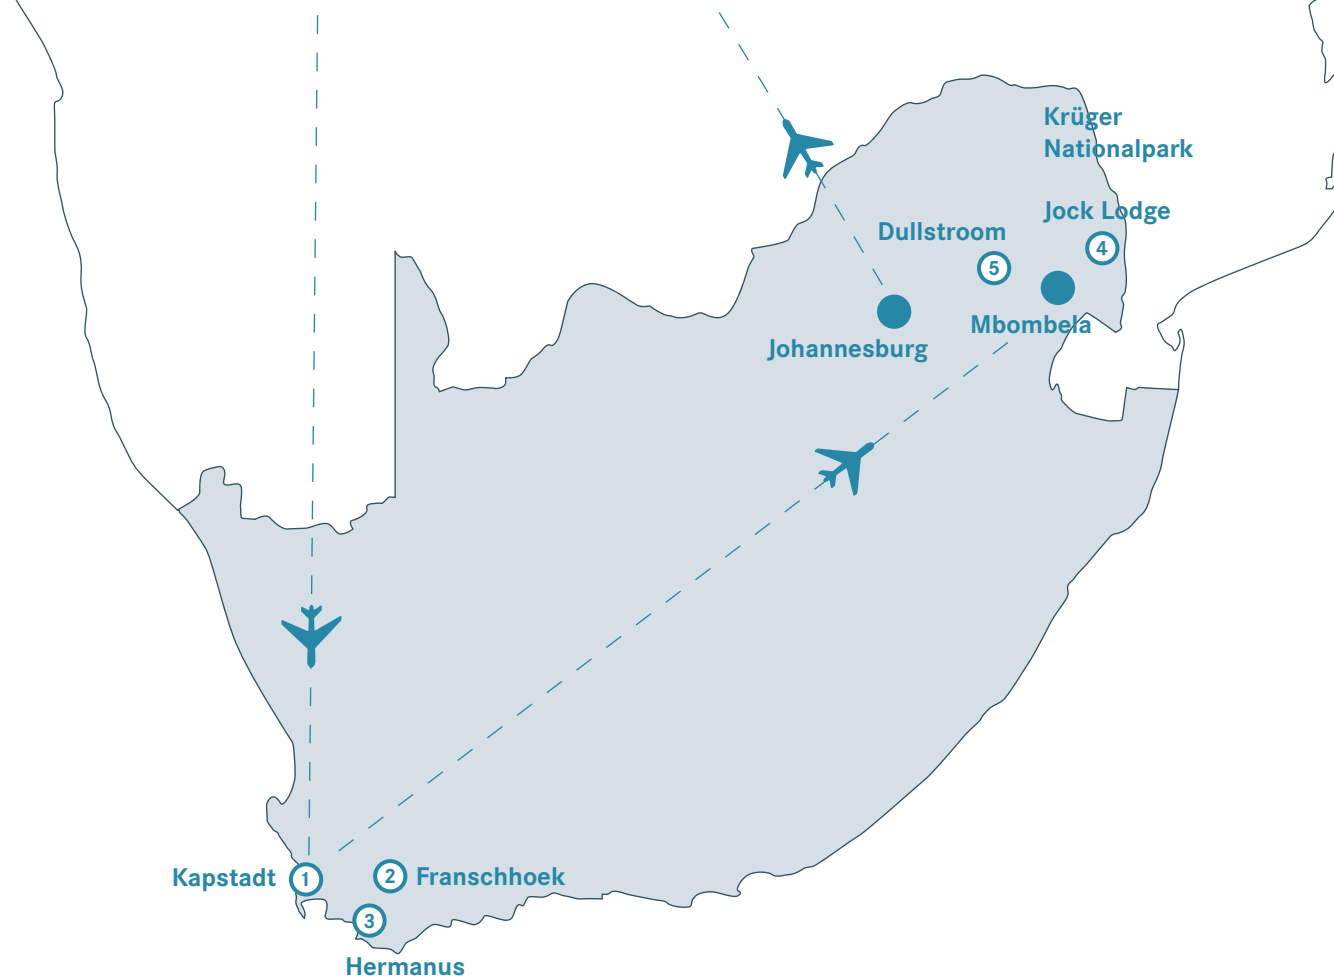 Krüger
Nationalpark
Jock Lodge
4
Dullstroom
5
Mbombela
Johannesburg
Kapstadt
1
2
Franschhoek
3
Hermanus